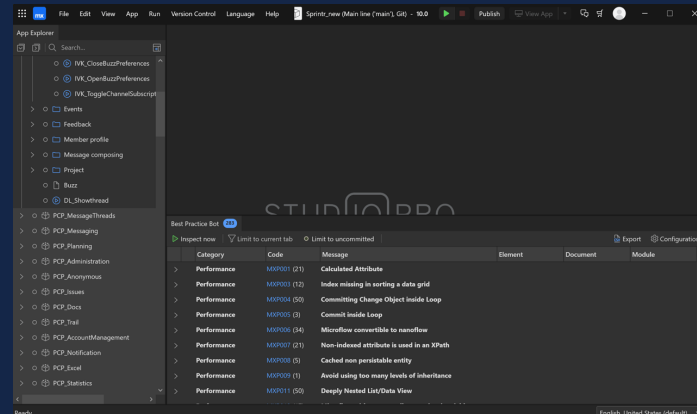 mx File Edit View App Run Version Control Language Help Sprintr_new (Main line ('main'), Git) - 10.0 Publish View App
App Explorer
Search...
IVK_CloseBuzzPreferences
IVK_OpenBuzzPreferences
IVK_ToggleChannelSubscript
Events
Feedback
Member profile
Message composing
Project
Buzz
DL_Showthread
PCP_MessageThreads
PCP_Messaging
PCP_Planning
PCP_Administration
PCP_Anonymous
PCP_Issues
PCP_Docs
PCP_Trail
PCP_AccountManagement
PCP_Notification
PCP_Excel
PCP_Statistics
STUDIO PRO
Best Practice Bot 283
Inspect now Limit to current tab Limit to uncommitted Export Configuration
Category Code Message Element Document Module
Performance MXP001 (21) Calculated Attribute
Performance MXP003 (12) Index missing in sorting a data grid
Performance MXP004 (50) Committing Change Object inside Loop
Performance MXP005 (3) Commit inside Loop
Performance MXP006 (34) Microflow convertible to nanoflow
Performance MXP007 (21) Non-indexed attribute is used in an XPath
Performance MXP008 (5) Cached non persistable entity
Performance MXP009 (1) Avoid using too many levels of inheritance
Performance MXP011 (50) Deeply Nested List/Data View
Ready English, United States (default)